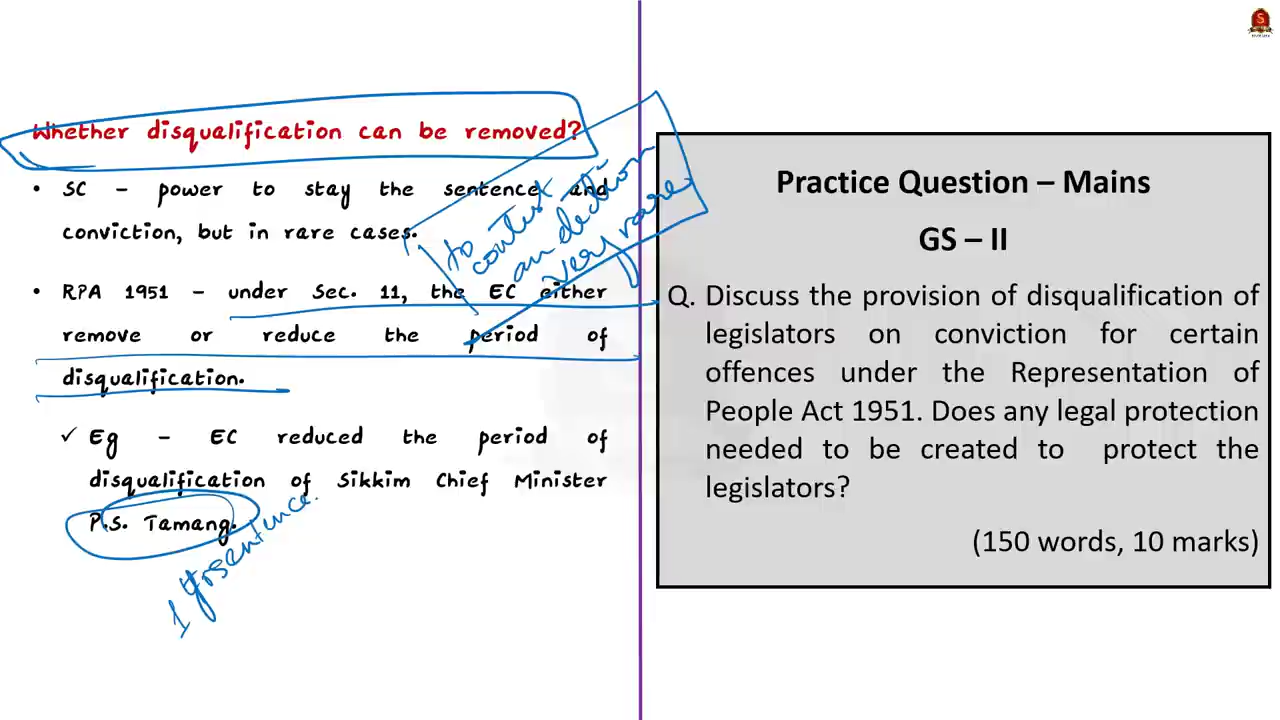 Whether disqualification can be removed?
• SC – power to stay the sentence and
conviction, but in rare cases.
• RPA 1951 – under Sec. 11, the EC either
remove or reduce the period of
disqualification.
✓ Eg – EC reduced the period of
disqualification of Sikkim Chief Minister
P.S. Tamang.
to
contest
an election
very rare
1 yr sentence.
Practice Question – Mains
GS – II
Q. Discuss the provision of disqualification of
legislators on conviction for certain
offences under the Representation of
People Act 1951. Does any legal protection
needed to be created to protect the
legislators?
(150 words, 10 marks)